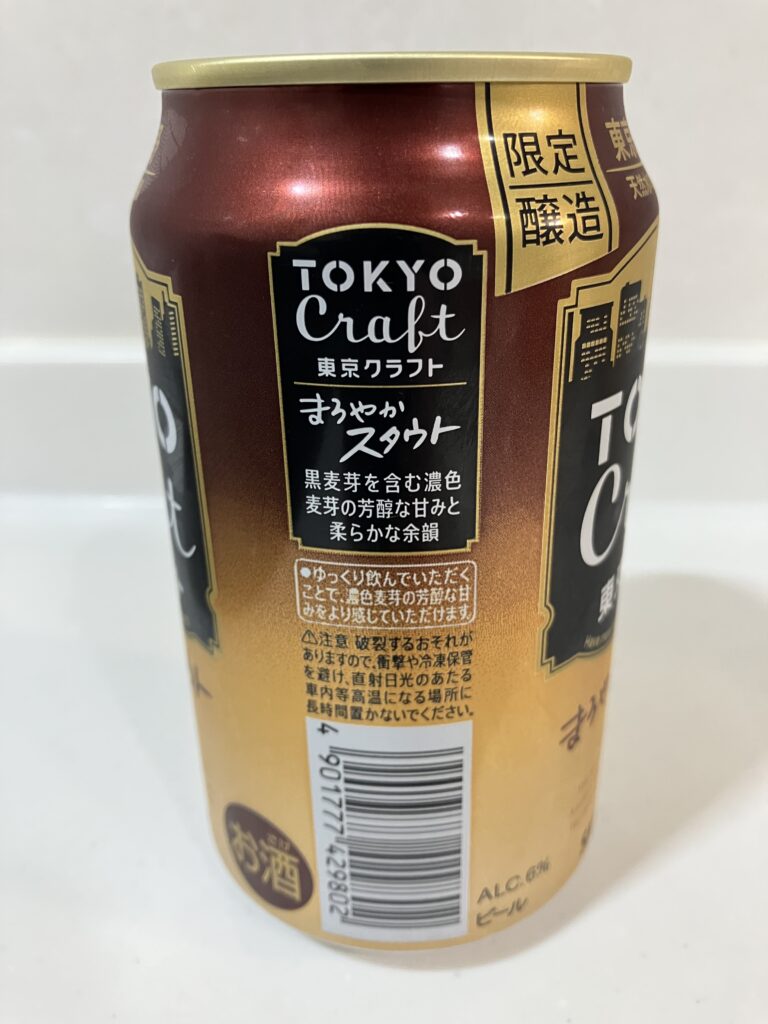 限定
醸造
TOKYO
Craft
東京クラフト
まろやか
スタウト
黒麦芽を含む濃色
麦芽の芳醇な甘みと
柔らかな余韻
●ゆっくり飲んでいただく
ことで、濃色麦芽の芳醇な甘
みをより感じていただけます。
⚠注意 破裂するおそれが
ありますので、衝撃や冷凍保管
を避け、直射日光のあたる
車内等高温になる場所に
長時間置かないでください。
4 901777 429802
お酒
ALC.6%
ビール